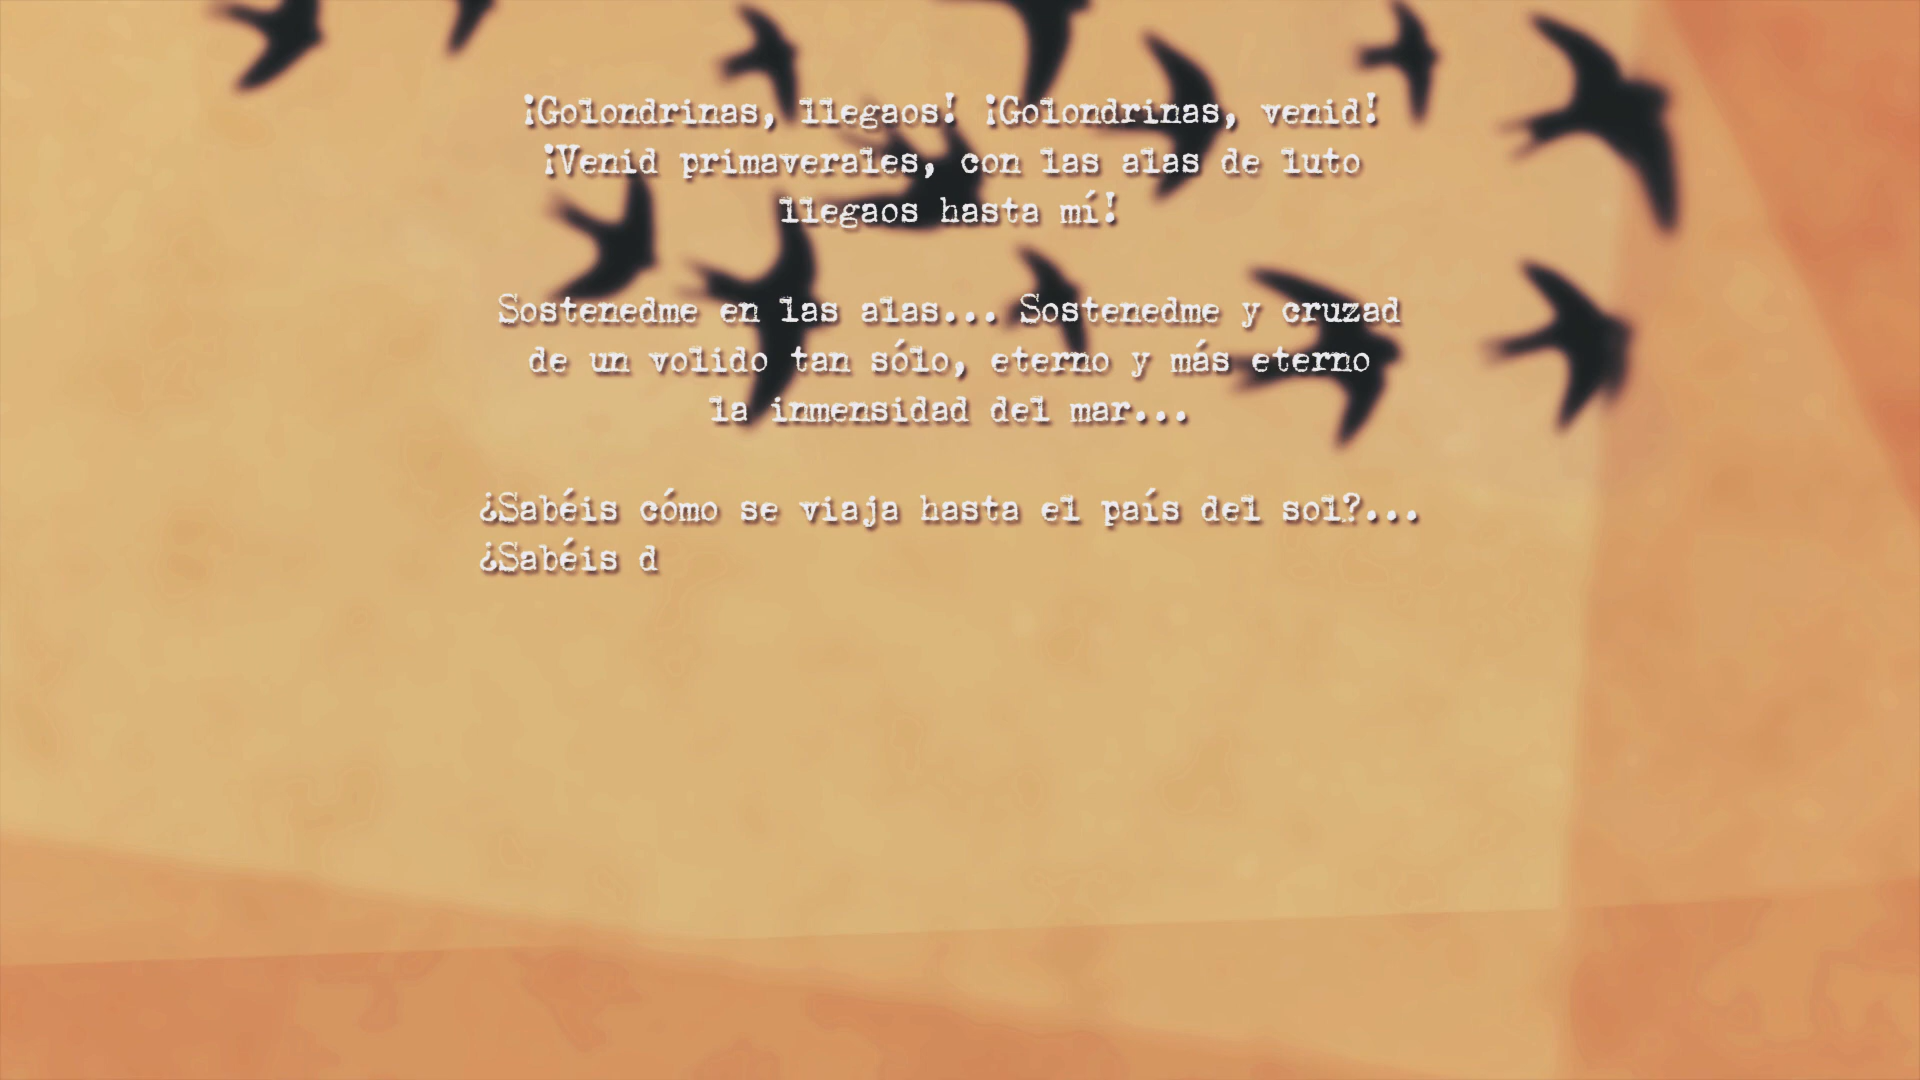 ¡Golondrinas, llegaos! ¡Golondrinas, venid!
¡Venid primaverales, con las alas de luto
llegaos hasta mí!
Sostenedme en las alas... Sostenedme y cruzad
de un volido tan sólo, eterno y más eterno
la inmensidad del mar...
¿Sabéis cómo se viaja hasta el país del sol?...
¿Sabéis d